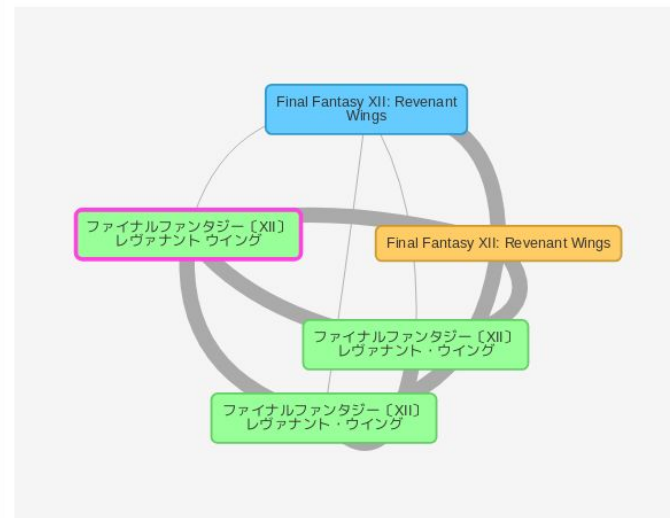 Final Fantasy XII: Revenant
Wings
ファイナルファンタジー〔XII〕
レヴァナント ウイング
Final Fantasy XII: Revenant Wings
ファイナルファンタジー〔XII〕
レヴァナント・ウイング
ファイナルファンタジー〔XII〕
レヴァナント・ウイング